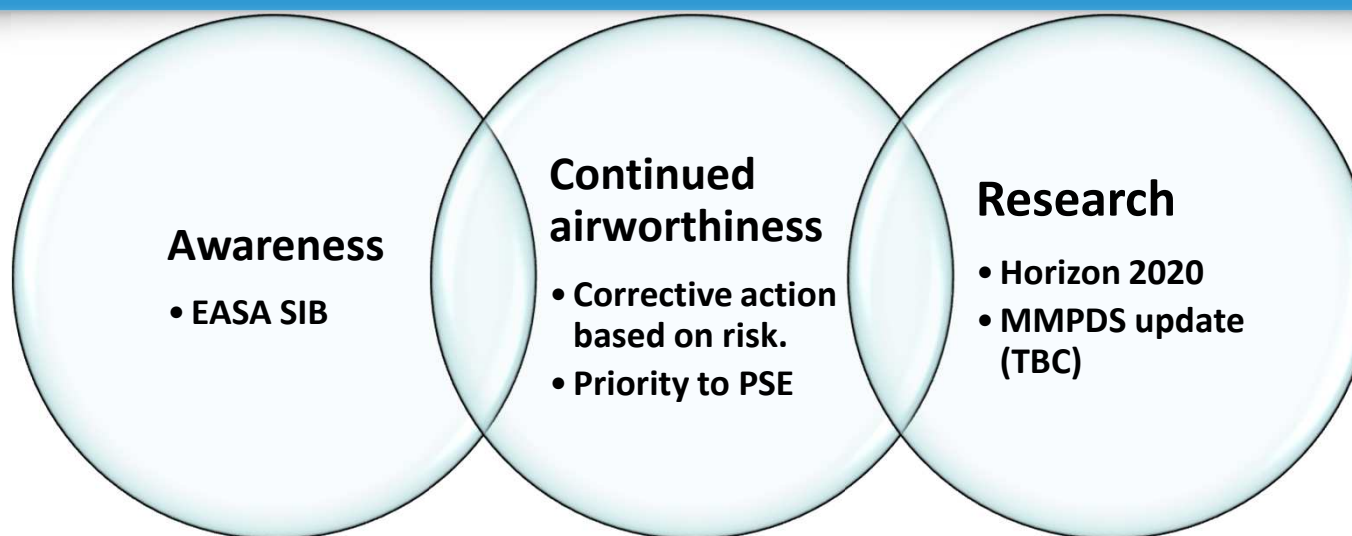 Awareness
• EASA SIB
Continued
airworthiness
• Corrective action
based on risk.
• Priority to PSE
Research
• Horizon 2020
• MMPDS update
(TBC)